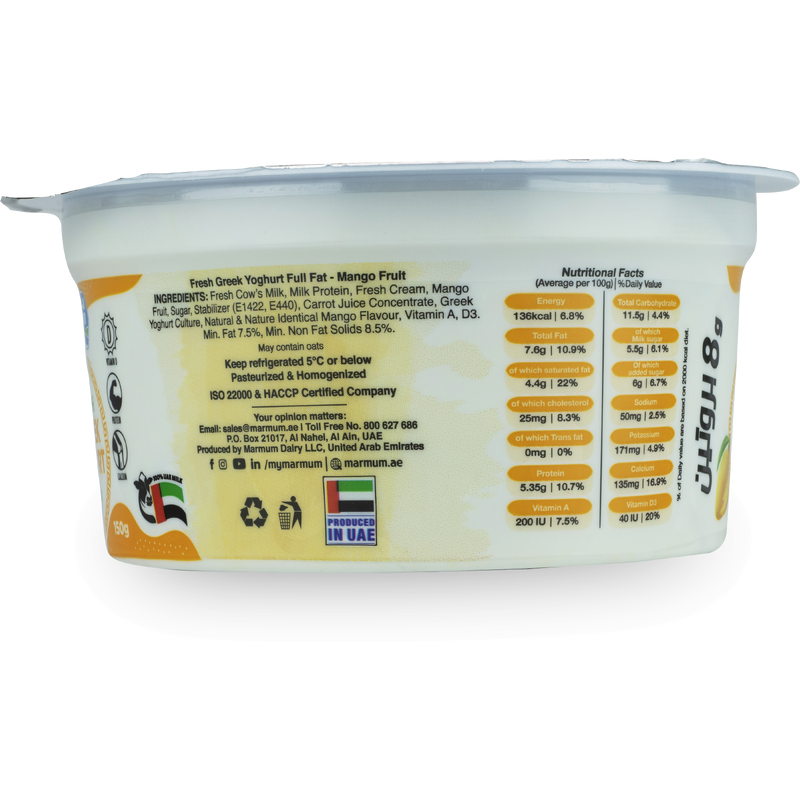 Fresh Greek Yoghurt Full Fat - Mango Fruit
INGREDIENTS: Fresh Cow's Milk, Milk Protein, Fresh Cream, Mango
Fruit, Sugar, Stabilizer (E1422, E440), Carrot Juice Concentrate, Greek
Yoghurt Culture, Natural & Nature Identical Mango Flavour, Vitamin A, D3.
Min. Fat 7.5%, Min. Non Fat Solids 8.5%.
May contain oats
Keep refrigerated 5°C or below
Pasteurized & Homogenized
ISO 22000 & HACCP Certified Company
Your opinion matters:
Email: sales@marmum.ae | Toll Free No. 800 627 686
P.O. Box 21017, Al Nahel, Al Ain, UAE
Produced by Marmum Dairy LLC, United Arab Emirates
/mymarmum | marmum.ae
PRODUCED
IN UAE
100% UAE MILK
150g
D
VITAMIN D
PROTEIN
CALCIUM
Nutritional Facts
(Average per 100g) | %Daily Value
Energy
136kcal | 6.8%
Total Fat
7.6g | 10.9%
of which saturated fat
4.4g | 22%
of which cholesterol
25mg | 8.3%
of which Trans fat
0mg | 0%
Protein
5.35g | 10.7%
Vitamin A
200 IU | 7.5%
Total Carbohydrate
11.5g | 4.4%
of which
Milk sugar
5.5g | 6.1%
Of which
added sugar
6g | 6.7%
Sodium
50mg | 2.5%
Potassium
171mg | 4.9%
Calcium
135mg | 16.9%
Vitamin D3
40 IU | 20%
% of Daily value are based on 2000 kcal diet.
8g